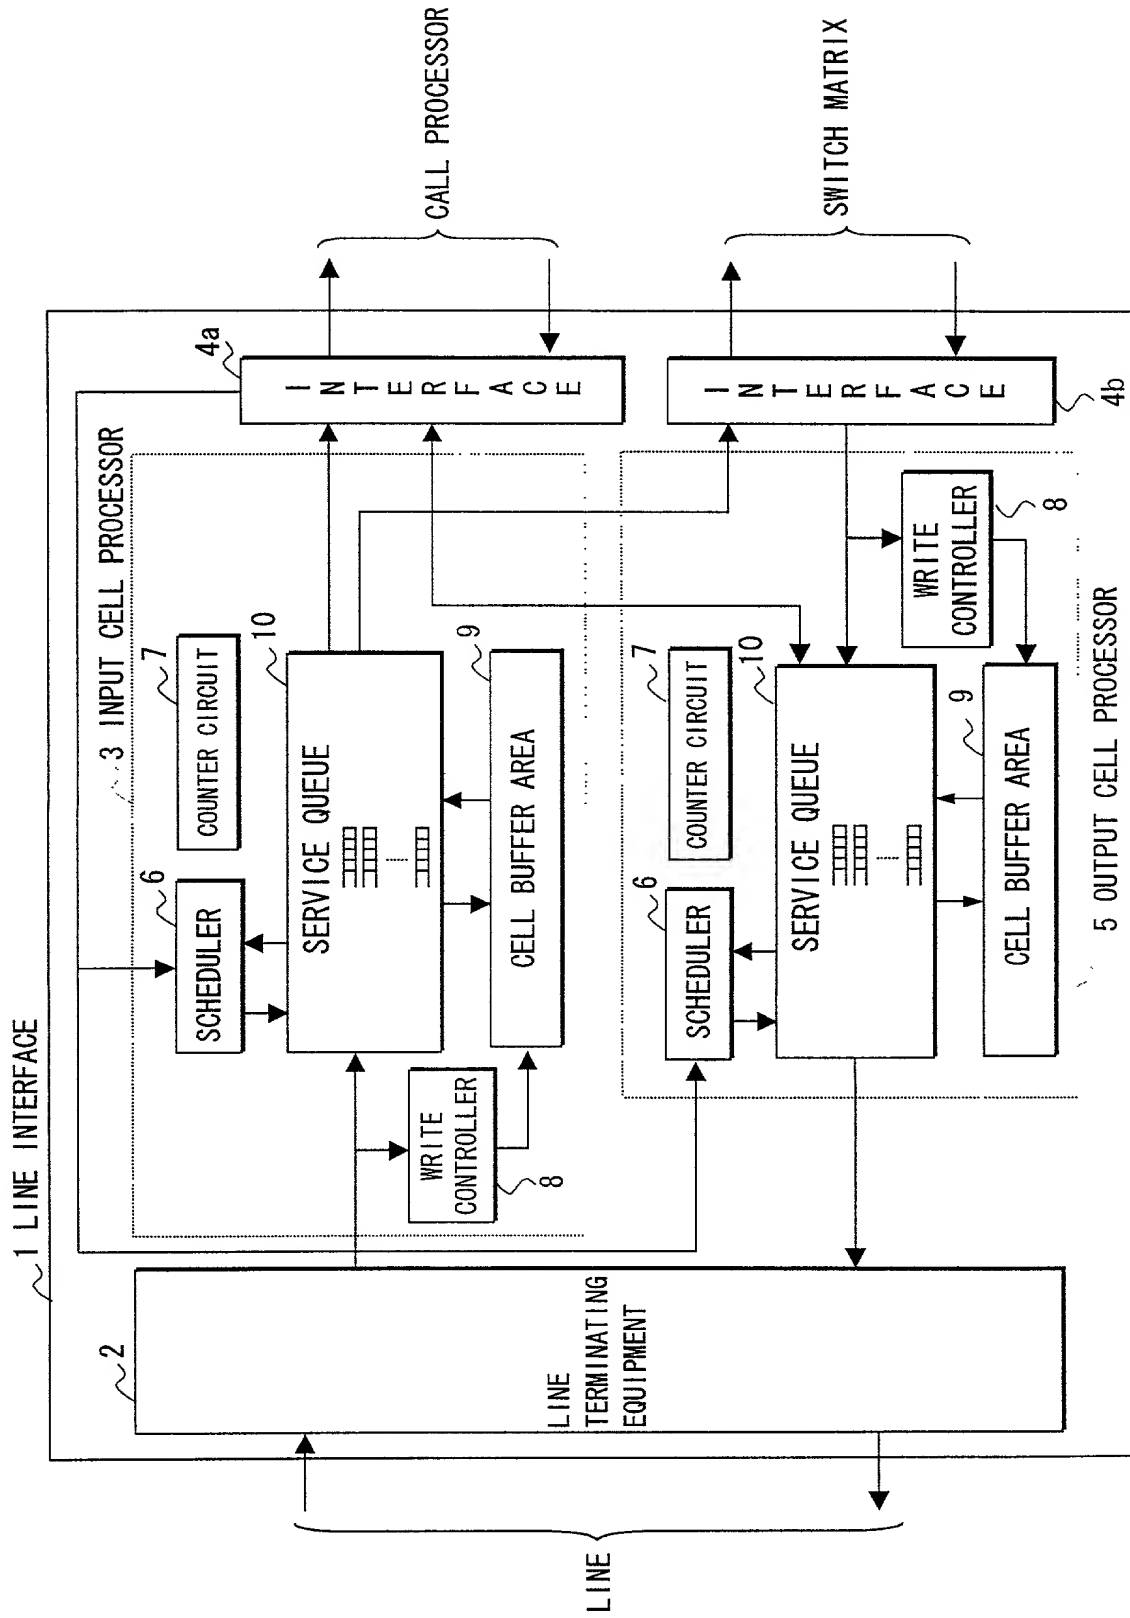 1 LINE INTERFACE
LINE
2
LINE
TERMINATING
EQUIPMENT
3 INPUT CELL PROCESSOR
6
SCHEDULER
7
COUNTER CIRCUIT
10
SERVICE QUEUE
WRITE
CONTROLLER
8
9
CELL BUFFER AREA
4a
INTERFACE
CALL PROCESSOR
6
SCHEDULER
7
COUNTER CIRCUIT
10
SERVICE QUEUE
WRITE
CONTROLLER
8
9
CELL BUFFER AREA
5 OUTPUT CELL PROCESSOR
INTERFACE
4b
SWITCH MATRIX